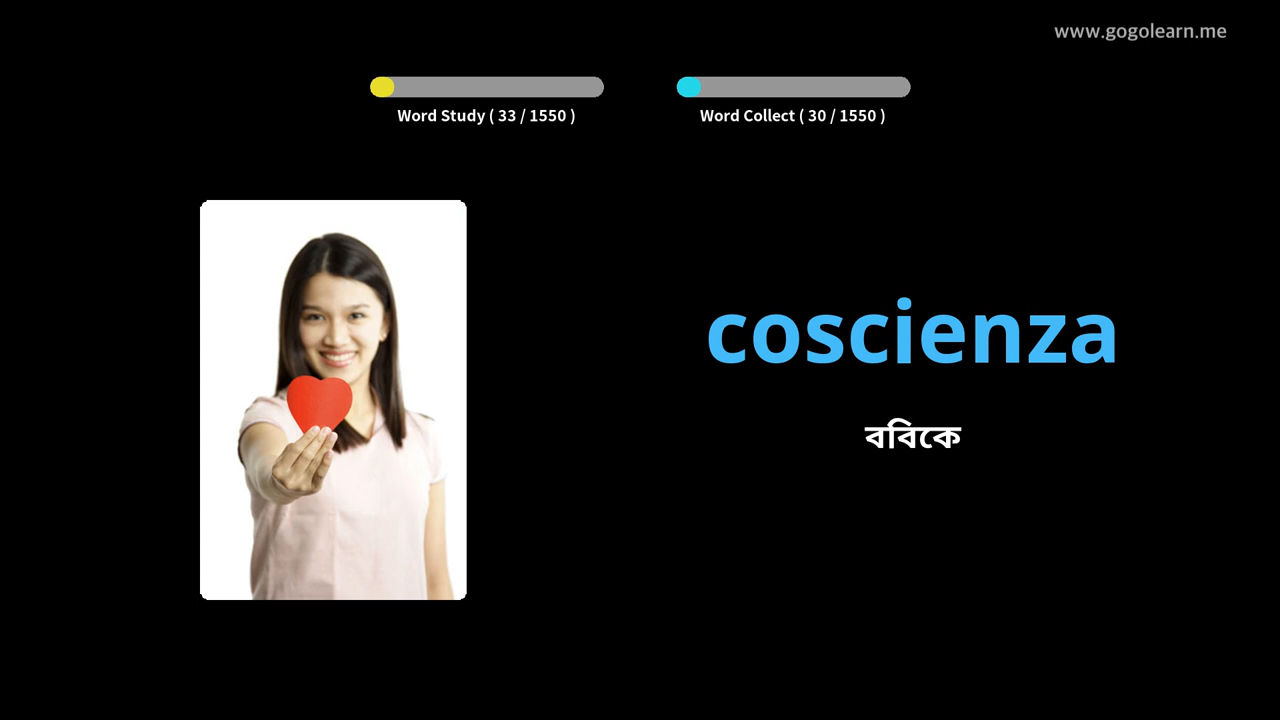 www.gogolearn.me
Word Study ( 33 / 1550 )
Word Collect ( 30 / 1550 )
coscienza
ববিকে